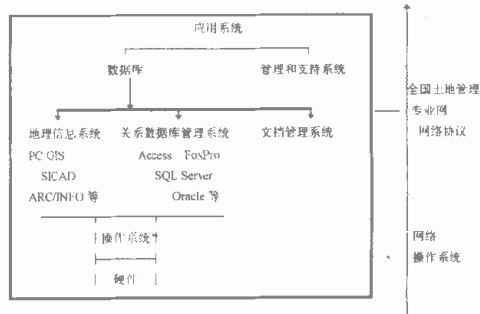 应用系统
数据库 管理和支持系统
全国土地管理
专业网
网络协议
地理信息系统 关系数据库管理系统 文档管理系统
PC GIS Access FoxPro
SICAD SQL Server
ARC/INFO 等 Oracle 等
操作系统
硬件
网络
操作系统